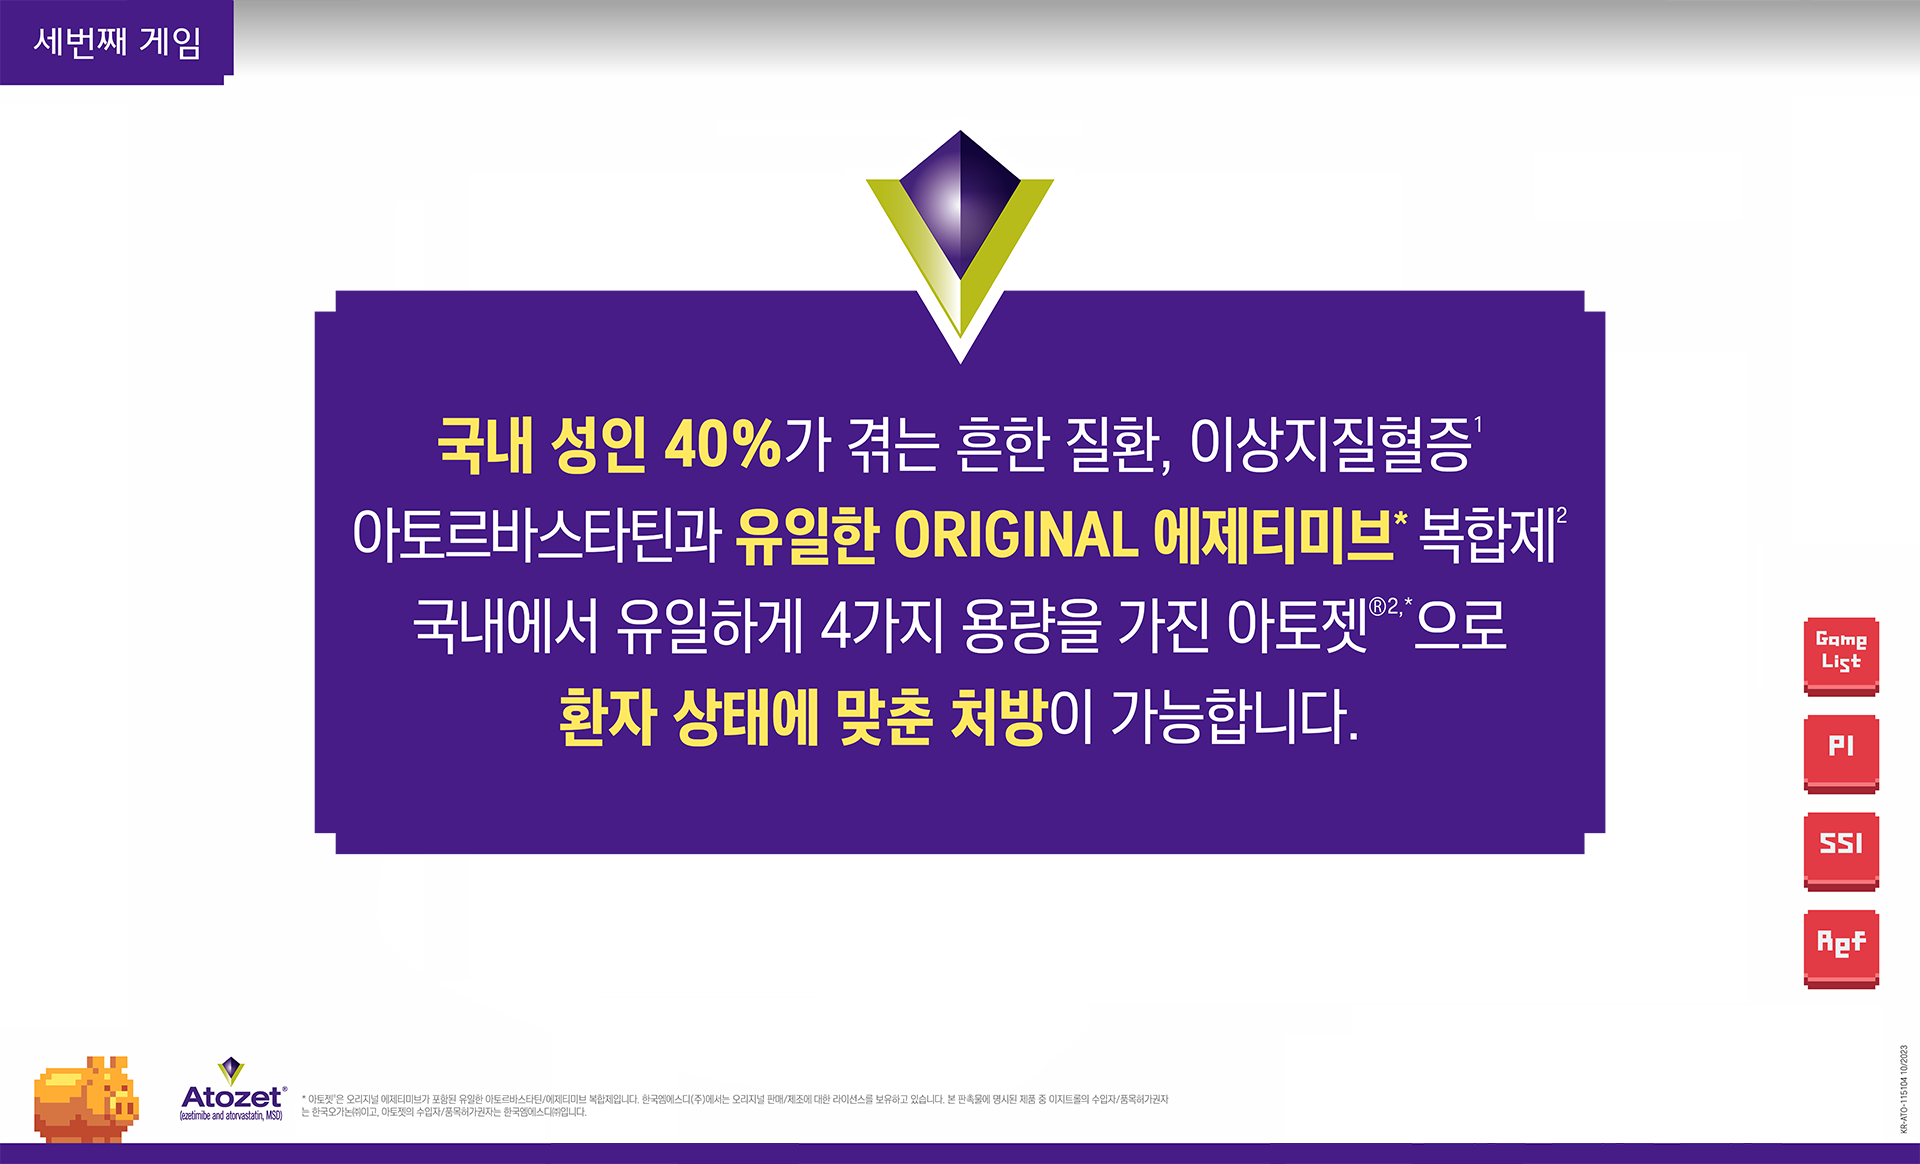 세번째 게임
국내 성인 40%가 겪는 흔한 질환, 이상지질혈증1
아토르바스타틴과 유일한 ORIGINAL 에제티미브* 복합제2
국내에서 유일하게 4가지 용량을 가진 아토젯®2,*으로
환자 상태에 맞춘 처방이 가능합니다.
Game
List
PI
SSI
Ref
Atozet®
(ezetimibe and atorvastatin, MSD)
* 아토젯®은 오리지널 에제티미브가 포함된 유일한 아토르바스타틴/에제티미브 복합제입니다. 한국엠에스디(주)에서는 오리지널 판매/제조에 대한 라이센스를 보유하고 있습니다. 본 판촉물에 명시된 제품 중 이지트롤의 수입자/품목허가권자
는 한국오가논㈜이고, 아토젯의 수입자/품목허가권자는 한국엠에스디㈜입니다.
KR-ATO-115104 10/2023